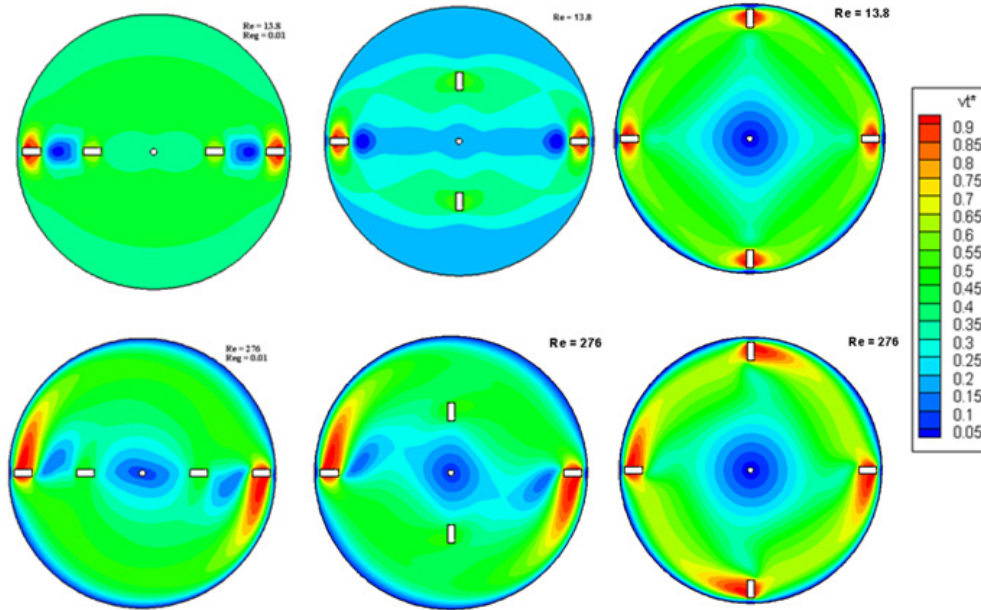 Re = 13.8
Reg = 0.01
Re = 13.8
Re = 13.8
vt*
0.9
0.85
0.8
0.75
0.7
0.65
0.6
0.55
0.5
0.45
0.4
0.35
0.3
0.25
0.2
0.15
0.1
0.05
Re = 276
Reg = 0.01
Re = 276
Re = 276